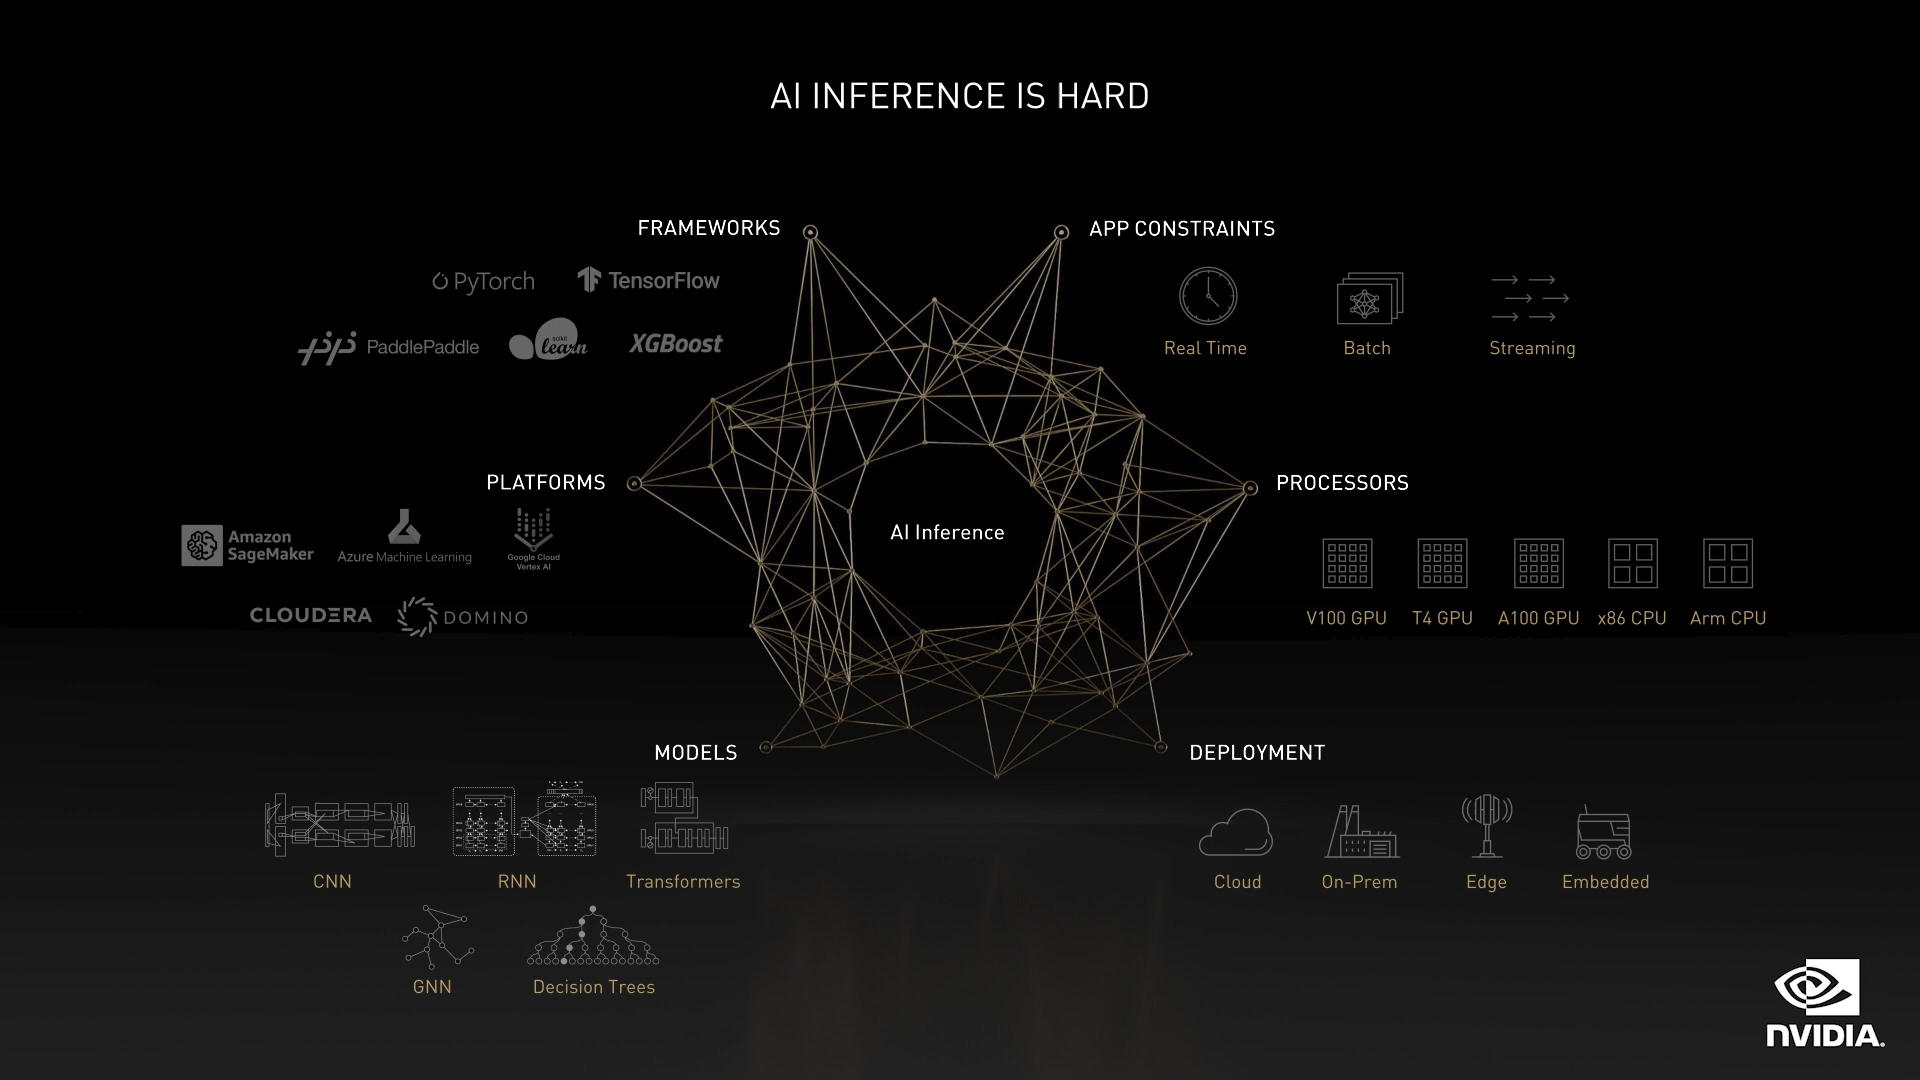 AI INFERENCE IS HARD
FRAMEWORKS
PyTorch
TensorFlow
PaddlePaddle
scikit
learn
XGBoost
APP CONSTRAINTS
Real Time
Batch
Streaming
PLATFORMS
Amazon
SageMaker
Azure Machine Learning
Google Cloud
Vertex AI
CLOUDERA
DOMINO
AI Inference
PROCESSORS
V100 GPU
T4 GPU
A100 GPU
x86 CPU
Arm CPU
MODELS
CNN
RNN
Transformers
GNN
Decision Trees
DEPLOYMENT
Cloud
On-Prem
Edge
Embedded
NVIDIA.